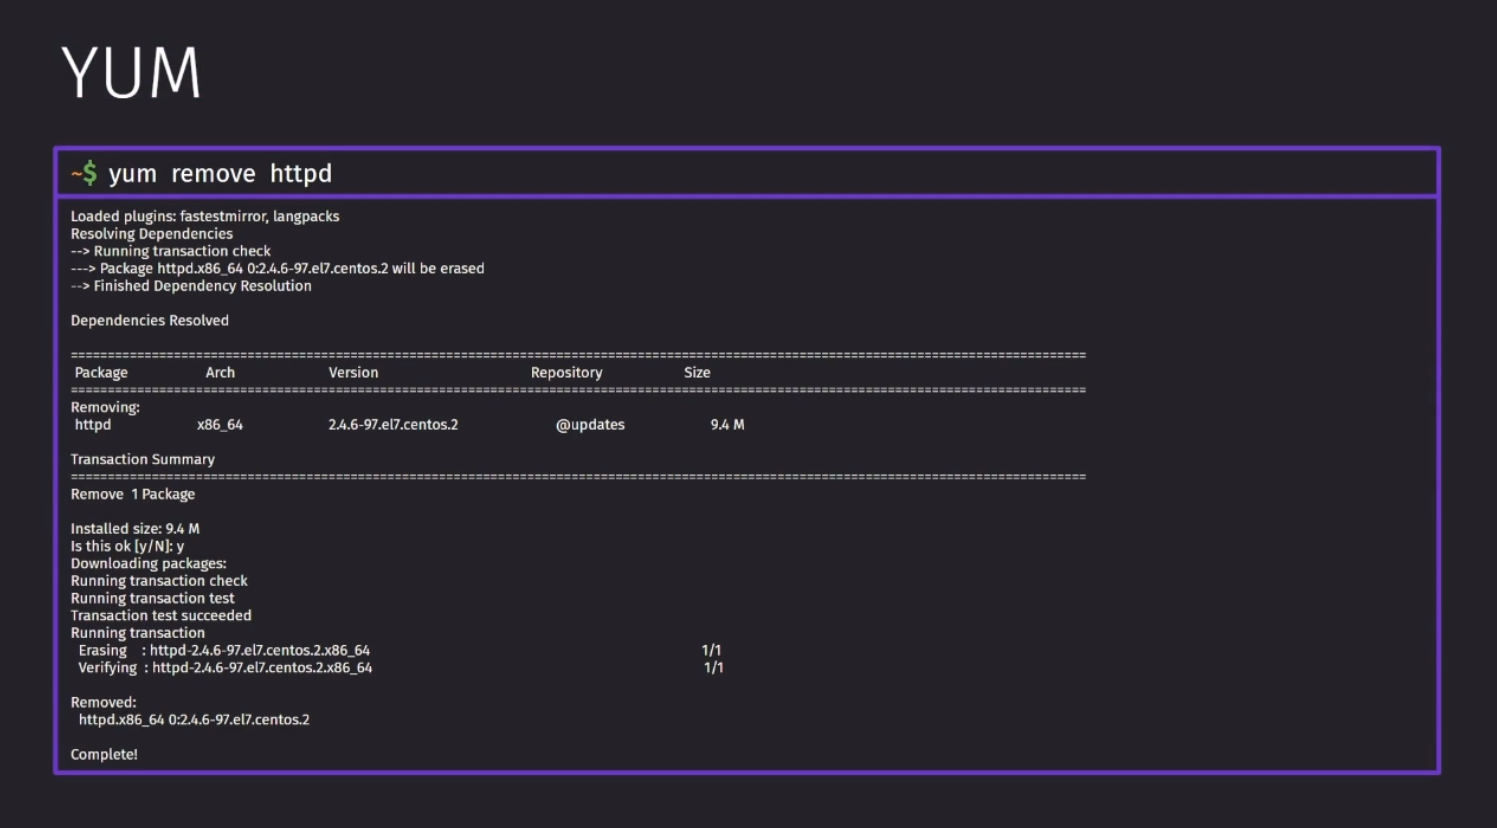 YUM
~$ yum remove httpd
Loaded plugins: fastestmirror, langpacks
Resolving Dependencies
--> Running transaction check
---> Package httpd.x86_64 0:2.4.6-97.el7.centos.2 will be erased
--> Finished Dependency Resolution
Dependencies Resolved
================================================================================
Package Arch Version Repository Size
================================================================================
Removing:
httpd x86_64 2.4.6-97.el7.centos.2 @updates 9.4 M
Transaction Summary
================================================================================
Remove 1 Package
Installed size: 9.4 M
Is this ok [y/N]: y
Downloading packages:
Running transaction check
Running transaction test
Transaction test succeeded
Running transaction
Erasing : httpd-2.4.6-97.el7.centos.2.x86_64 1/1
Verifying : httpd-2.4.6-97.el7.centos.2.x86_64 1/1
Removed:
httpd.x86_64 0:2.4.6-97.el7.centos.2
Complete!